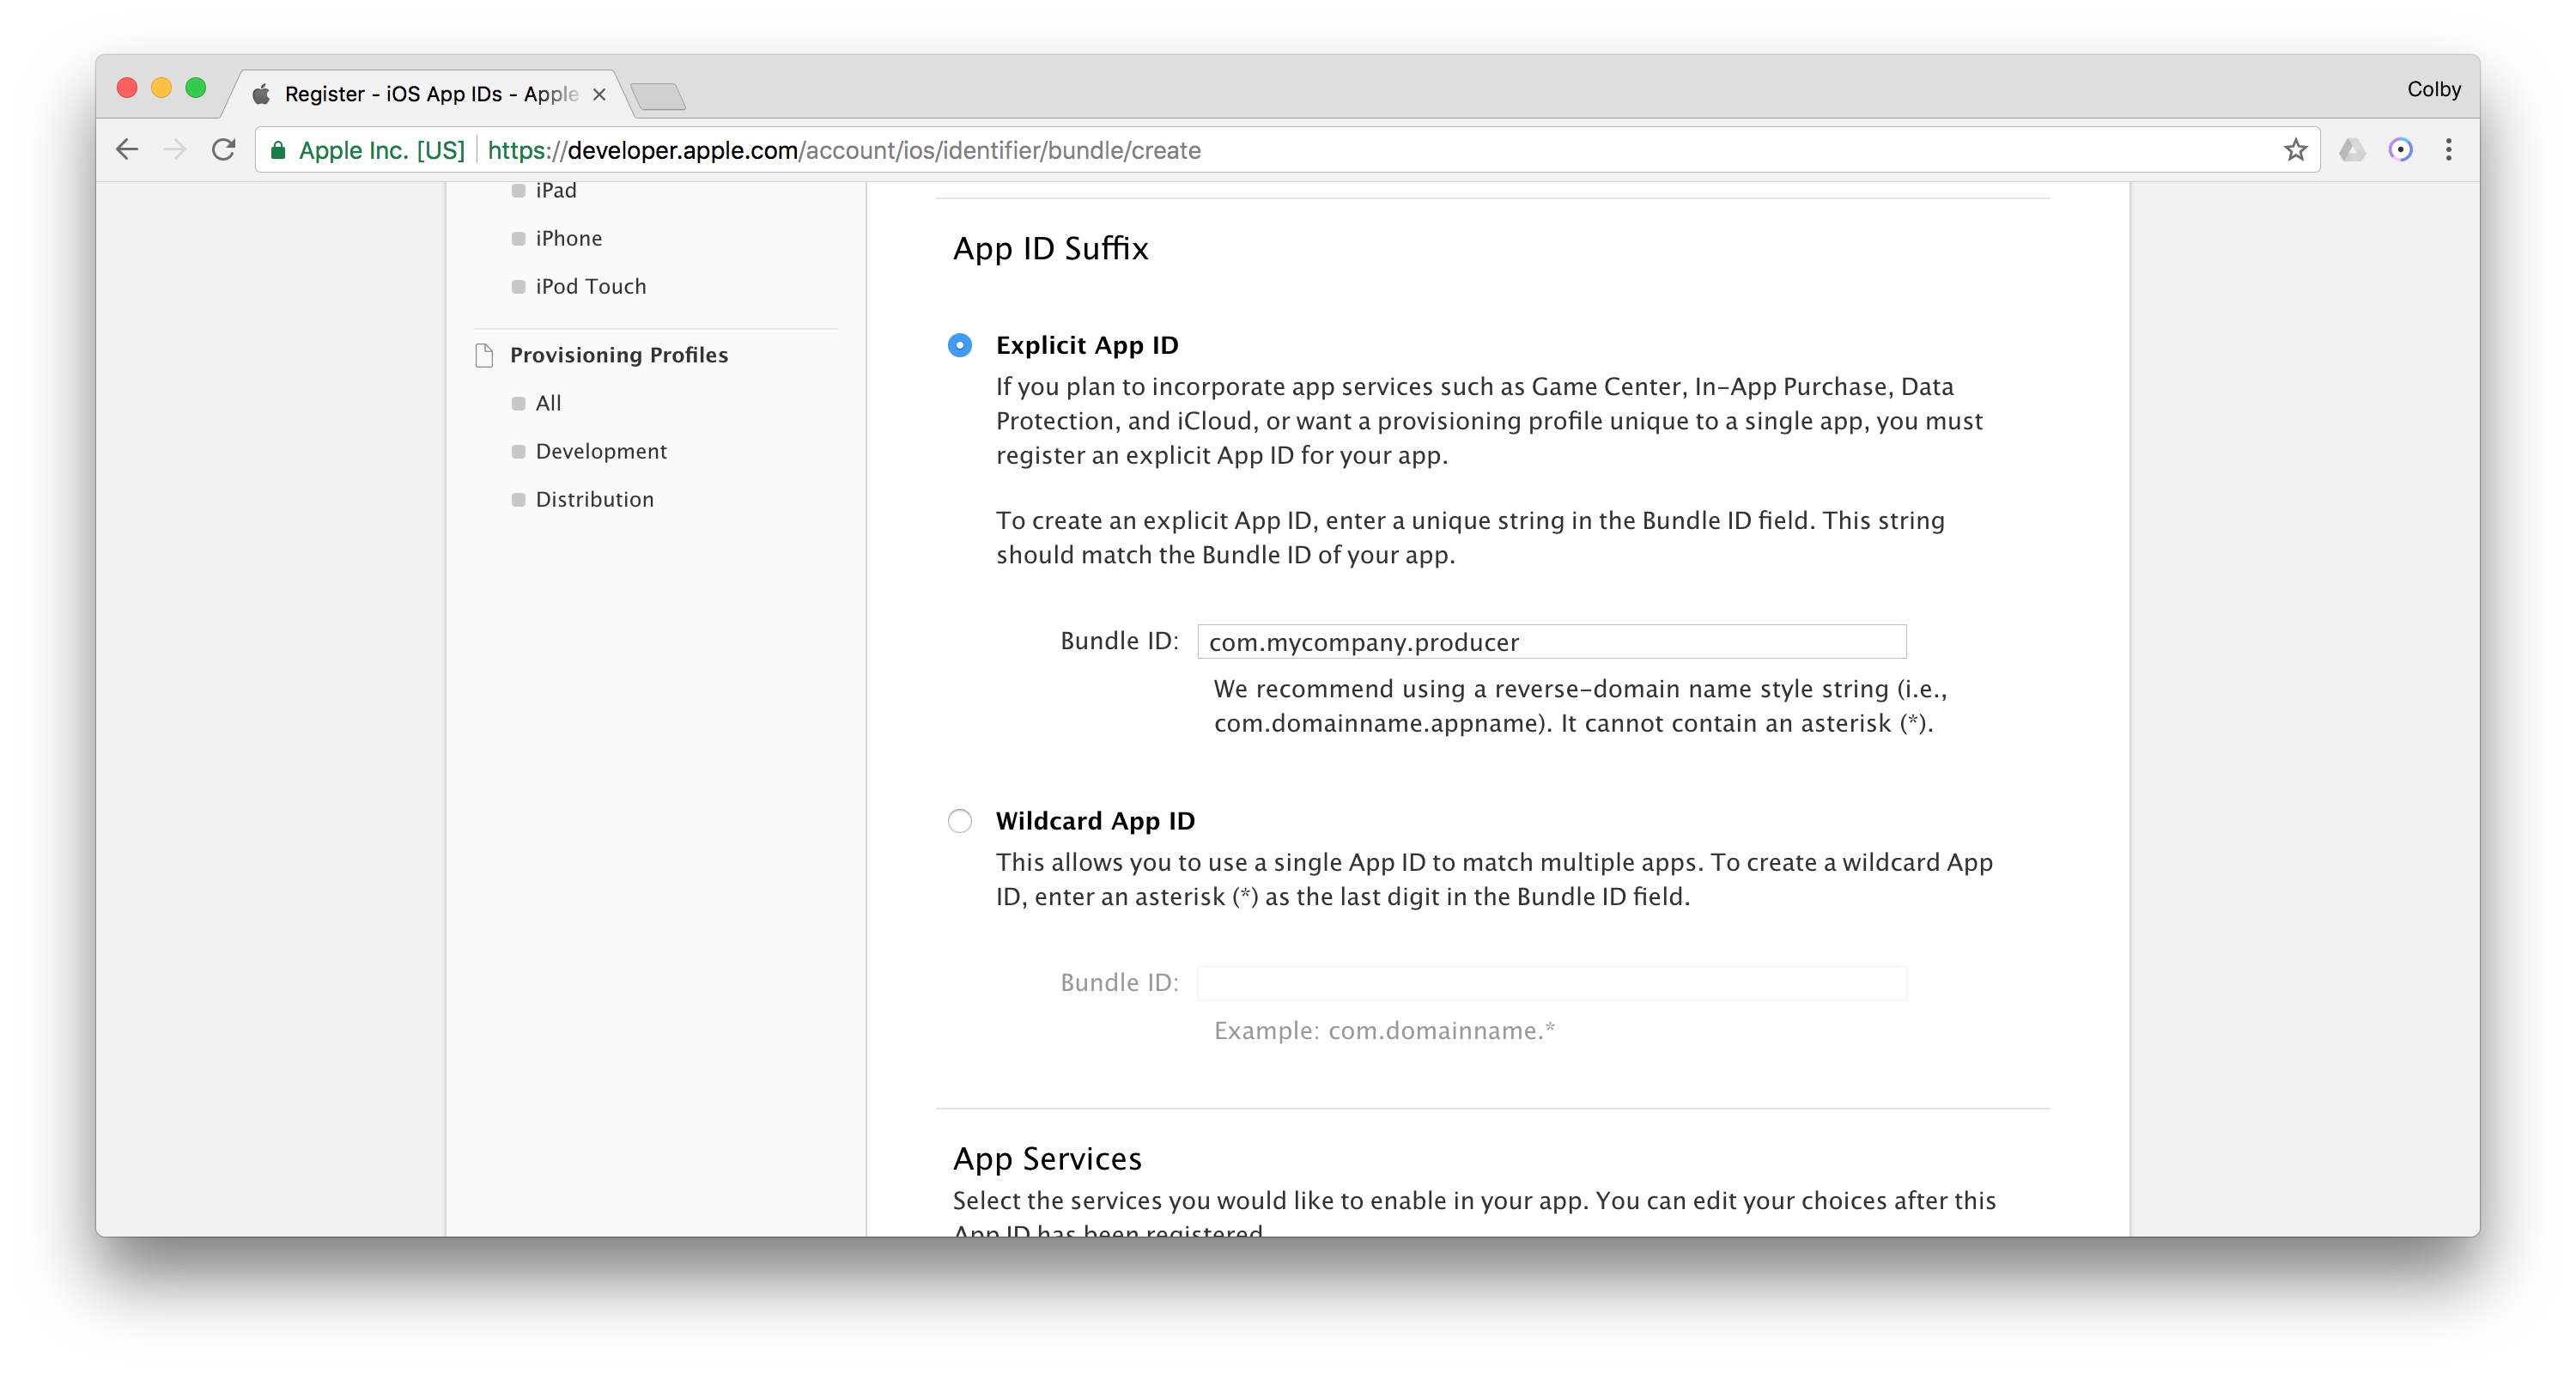 Register - iOS App IDs - Apple
Colby
Apple Inc. [US]
https://developer.apple.com/account/ios/identifier/bundle/create
iPad
iPhone
iPod Touch
Provisioning Profiles
All
Development
Distribution
App ID Suffix
Explicit App ID
If you plan to incorporate app services such as Game Center, In-App Purchase, Data
Protection, and iCloud, or want a provisioning profile unique to a single app, you must
register an explicit App ID for your app.
To create an explicit App ID, enter a unique string in the Bundle ID field. This string
should match the Bundle ID of your app.
Bundle ID: com.mycompany.producer
We recommend using a reverse-domain name style string (i.e.,
com.domainname.appname). It cannot contain an asterisk (*).
Wildcard App ID
This allows you to use a single App ID to match multiple apps. To create a wildcard App
ID, enter an asterisk (*) as the last digit in the Bundle ID field.
Bundle ID:
Example: com.domainname.*
App Services
Select the services you would like to enable in your app. You can edit your choices after this
App ID has been registered